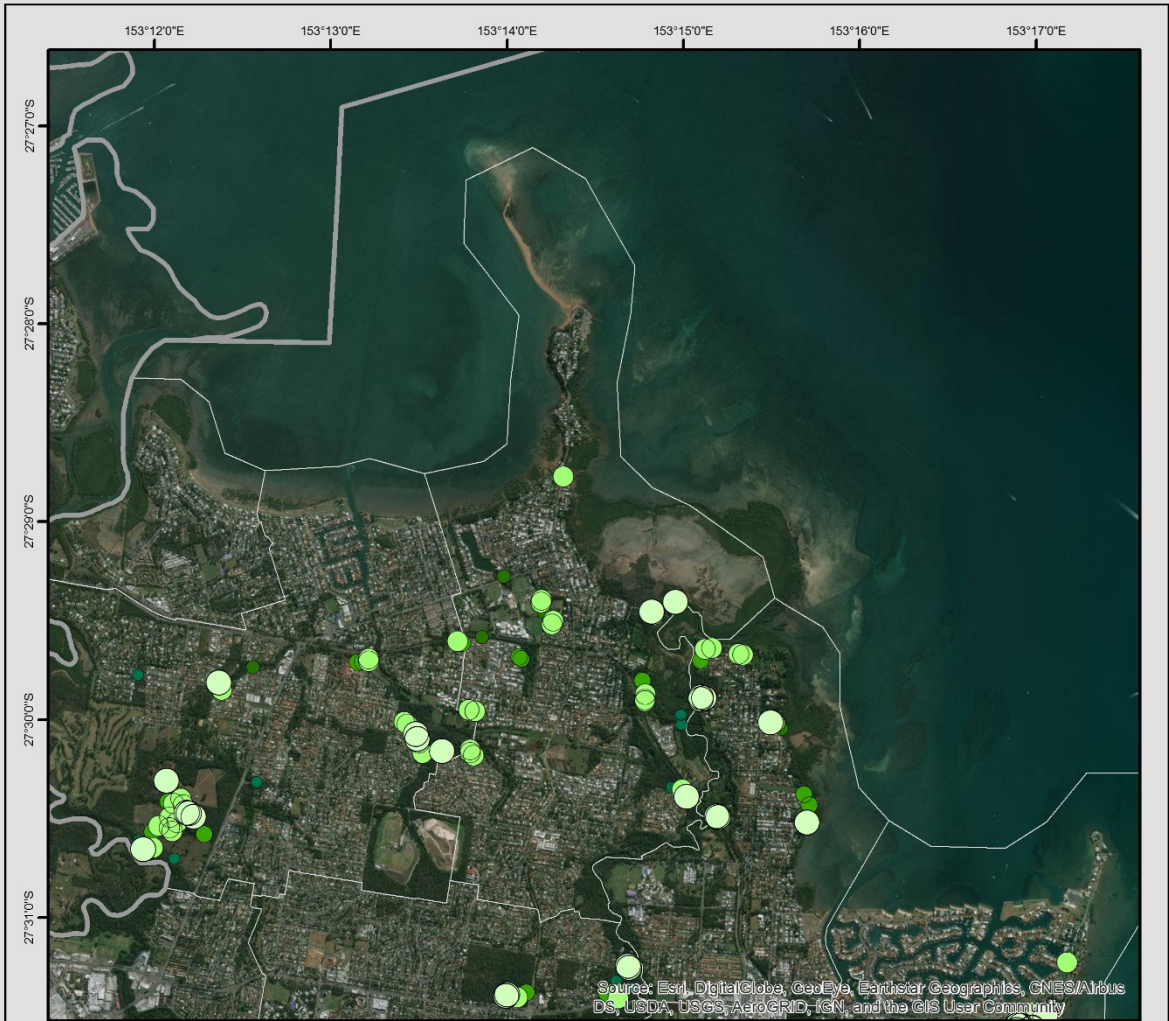 153°12'0"E 153°13'0"E 153°14'0"E 153°15'0"E 153°16'0"E 153°17'0"E
27°27'0"S
27°28'0"S
27°29'0"S
27°30'0"S
27°31'0"S
Source: Esri, DigitalGlobe, GeoEye, Earthstar Geographics, CNES/Airbus
DS, USDA, USGS, AeroGRID, IGN, and the GIS User Community